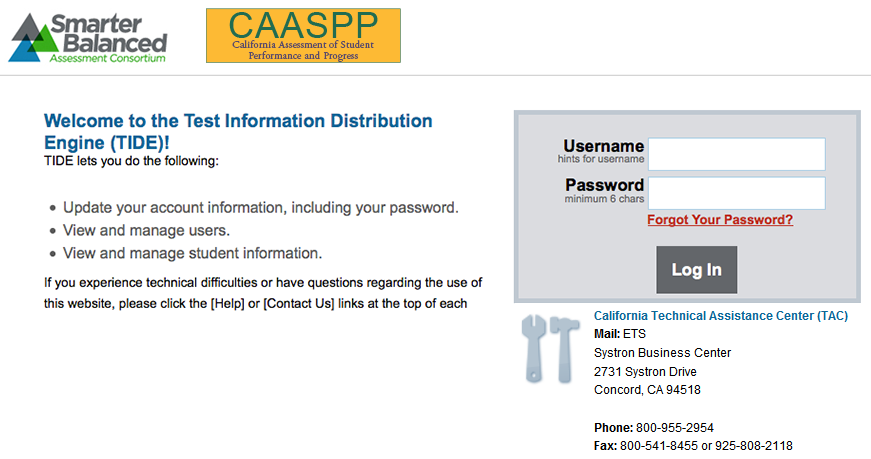 Smarter
Balanced
Assessment Consortium
CAASPP
California Assessment of Student
Performance and Progress
Welcome to the Test Information Distribution
Engine (TIDE)!
TIDE lets you do the following:
Update your account information, including your password.
View and manage users.
View and manage student information.
If you experience technical difficulties or have questions regarding the use of
this website, please click the [Help] or [Contact Us] links at the top of each
Username
hints for username
Password
minimum 6 chars
Forgot Your Password?
Log In
California Technical Assistance Center (TAC)
Mail: ETS
Systron Business Center
2731 Systron Drive
Concord, CA 94518
Phone: 800-955-2954
Fax: 800-541-8455 or 925-808-2118